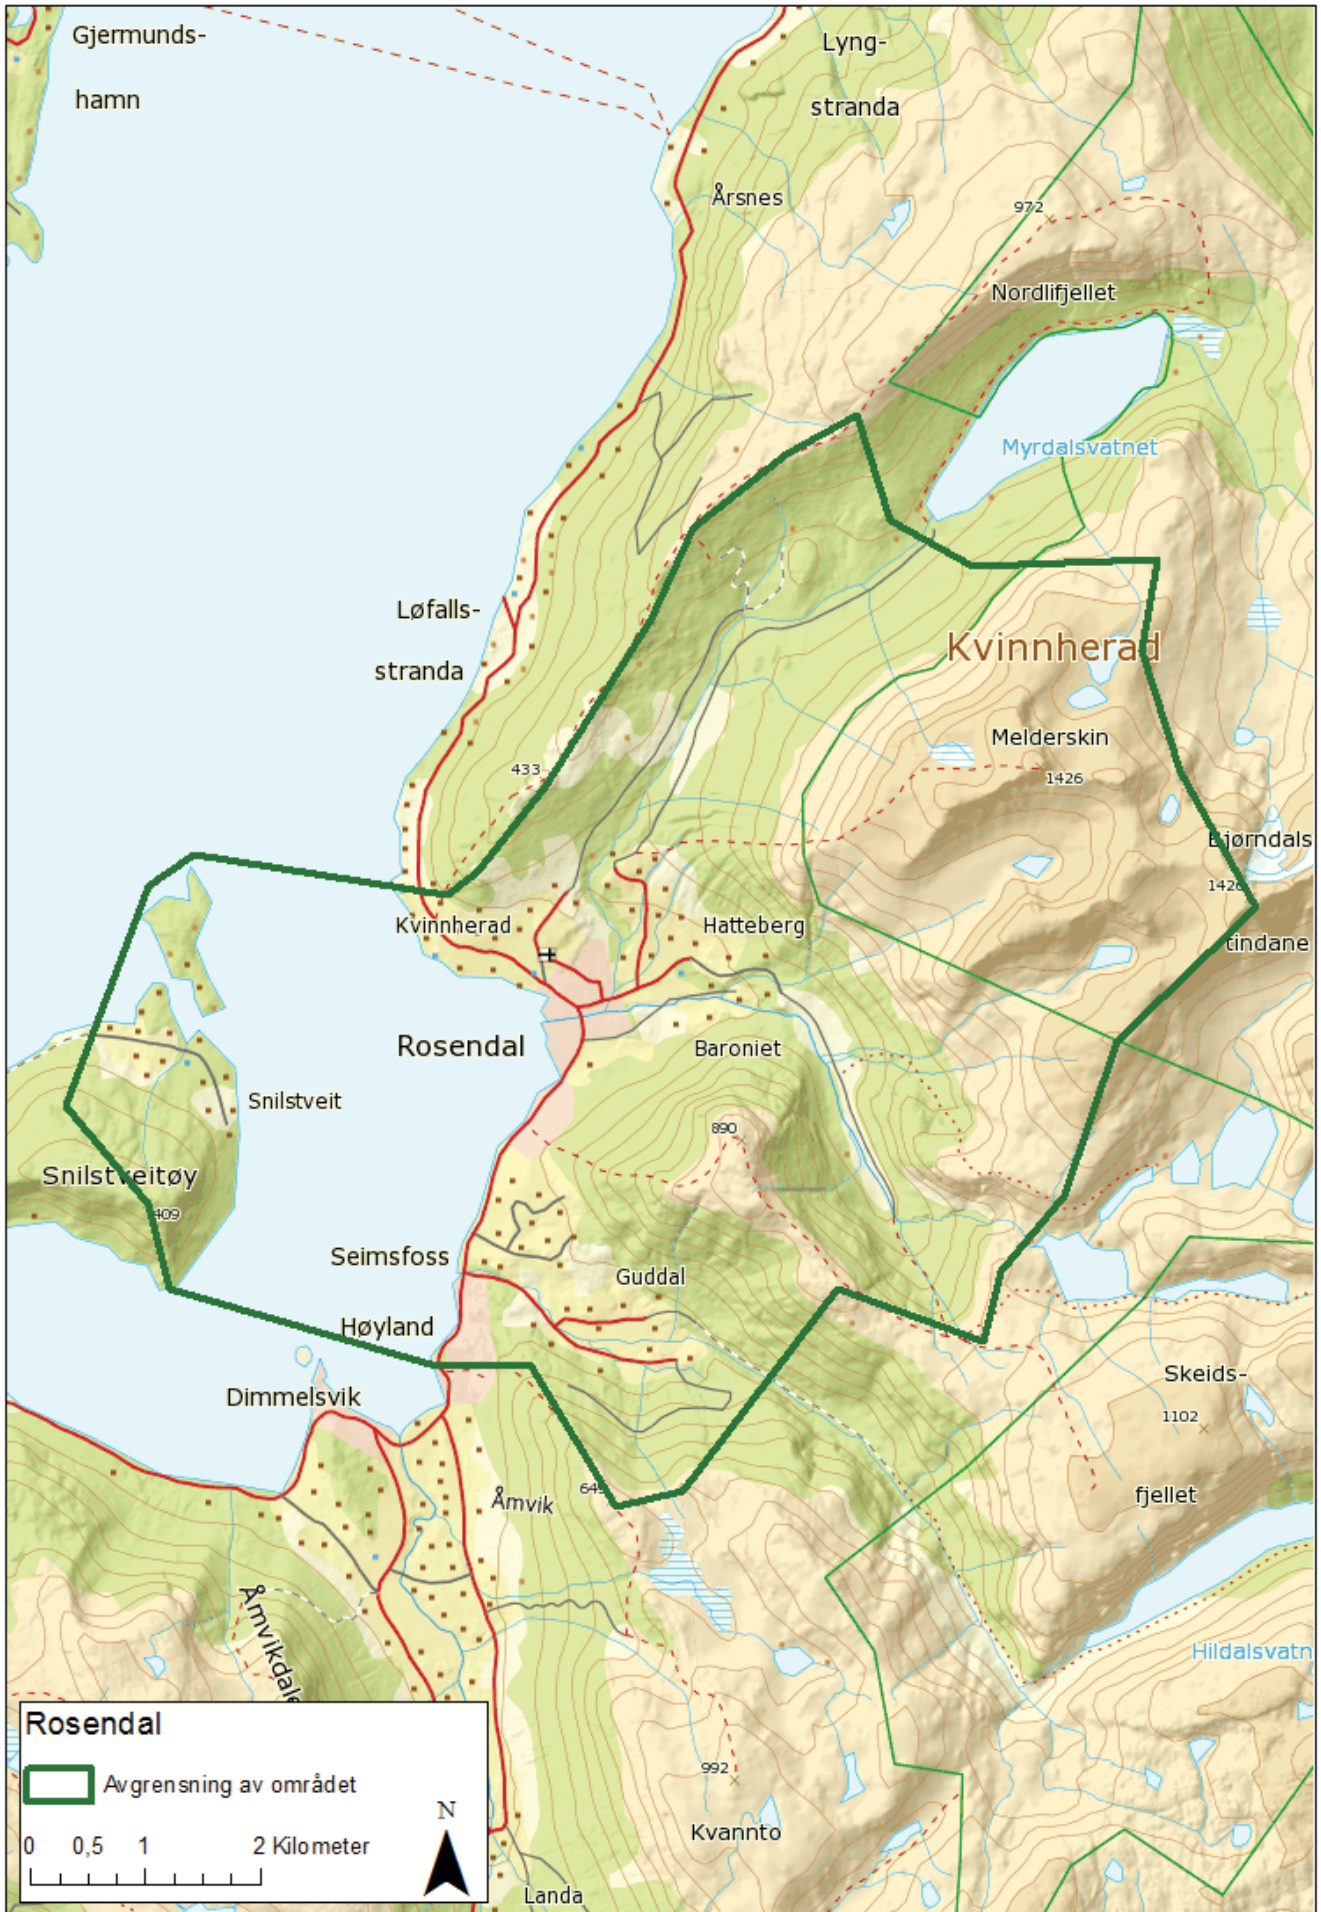 Gjermunds-
hamn
Lyng-
stranda
Årsnes
972
Nordlifjellet
Myrdalsvatnet
Løfalls-
stranda
Kvinnherad
Melderskin
1426
433
Bjørndals
1426
tindane
Kvinnherad
Hatteberg
Rosendal
Baroniet
Snilstveit
890
Snilstveitøy
409
Seimsfoss
Guddal
Høyland
Dimmelsvik
Skeids-
1102
fjellet
Åmvik
Hildalsvatn
992
Kvannto
Landa
Rosendal
Avgrensning av området
N
0 0,5 1 2 Kilometer